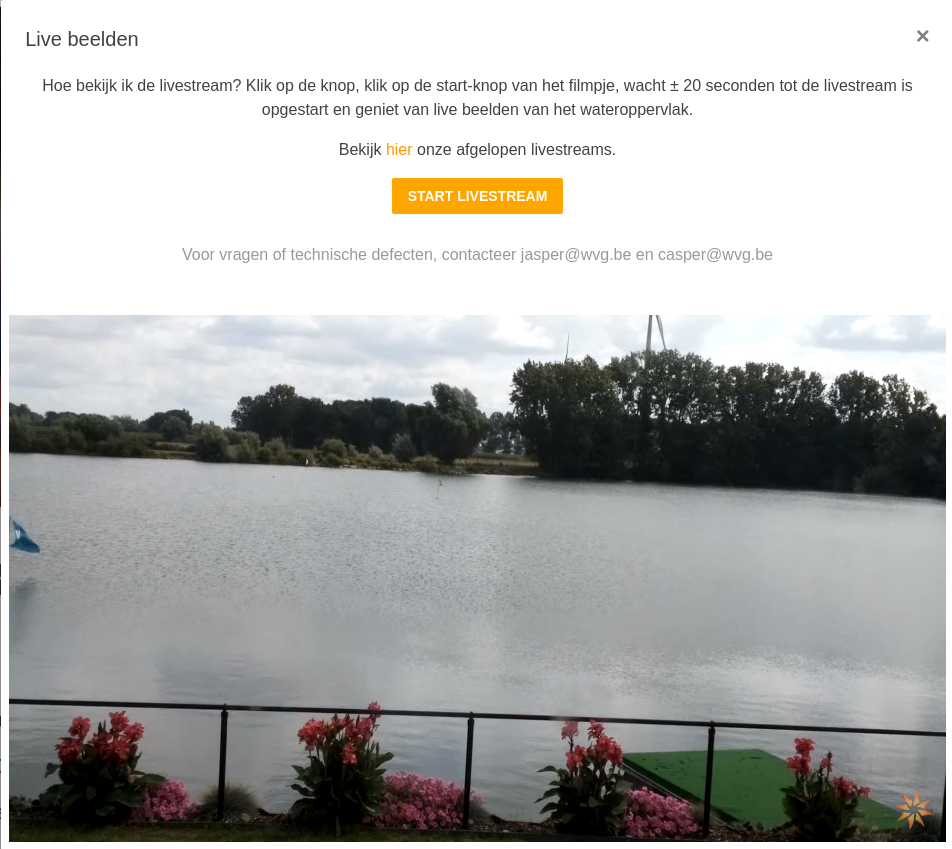 Live beelden
×
Hoe bekijk ik de livestream? Klik op de knop, klik op de start-knop van het filmpje, wacht ± 20 seconden tot de livestream is
opgestart en geniet van live beelden van het wateroppervlak.
Bekijk hier onze afgelopen livestreams.
START LIVESTREAM
Voor vragen of technische defecten, contacteer jasper@wvg.be en casper@wvg.be